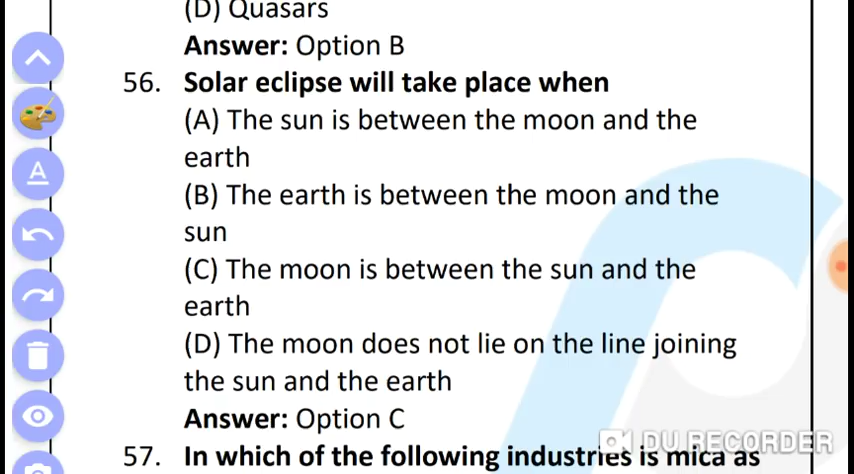 (D) Quasars
Answer: Option B
56. Solar eclipse will take place when
(A) The sun is between the moon and the
earth
(B) The earth is between the moon and the
sun
(C) The moon is between the sun and the
earth
(D) The moon does not lie on the line joining
the sun and the earth
Answer: Option C
57. In which of the following industries is mica as
DU RECORDER
A